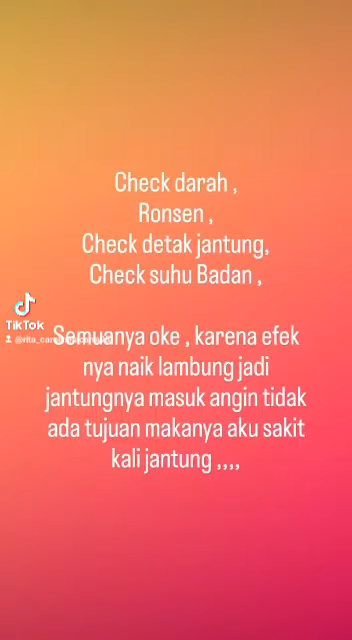 Check darah ,
Ronsen ,
Check detak jantung,
Check suhu Badan ,
TikTok
Semuanya oke , karena efek
nya naik lambung jadi
jantungnya masuk angin tidak
ada tujuan makanya aku sakit
kali jantung ,,,,